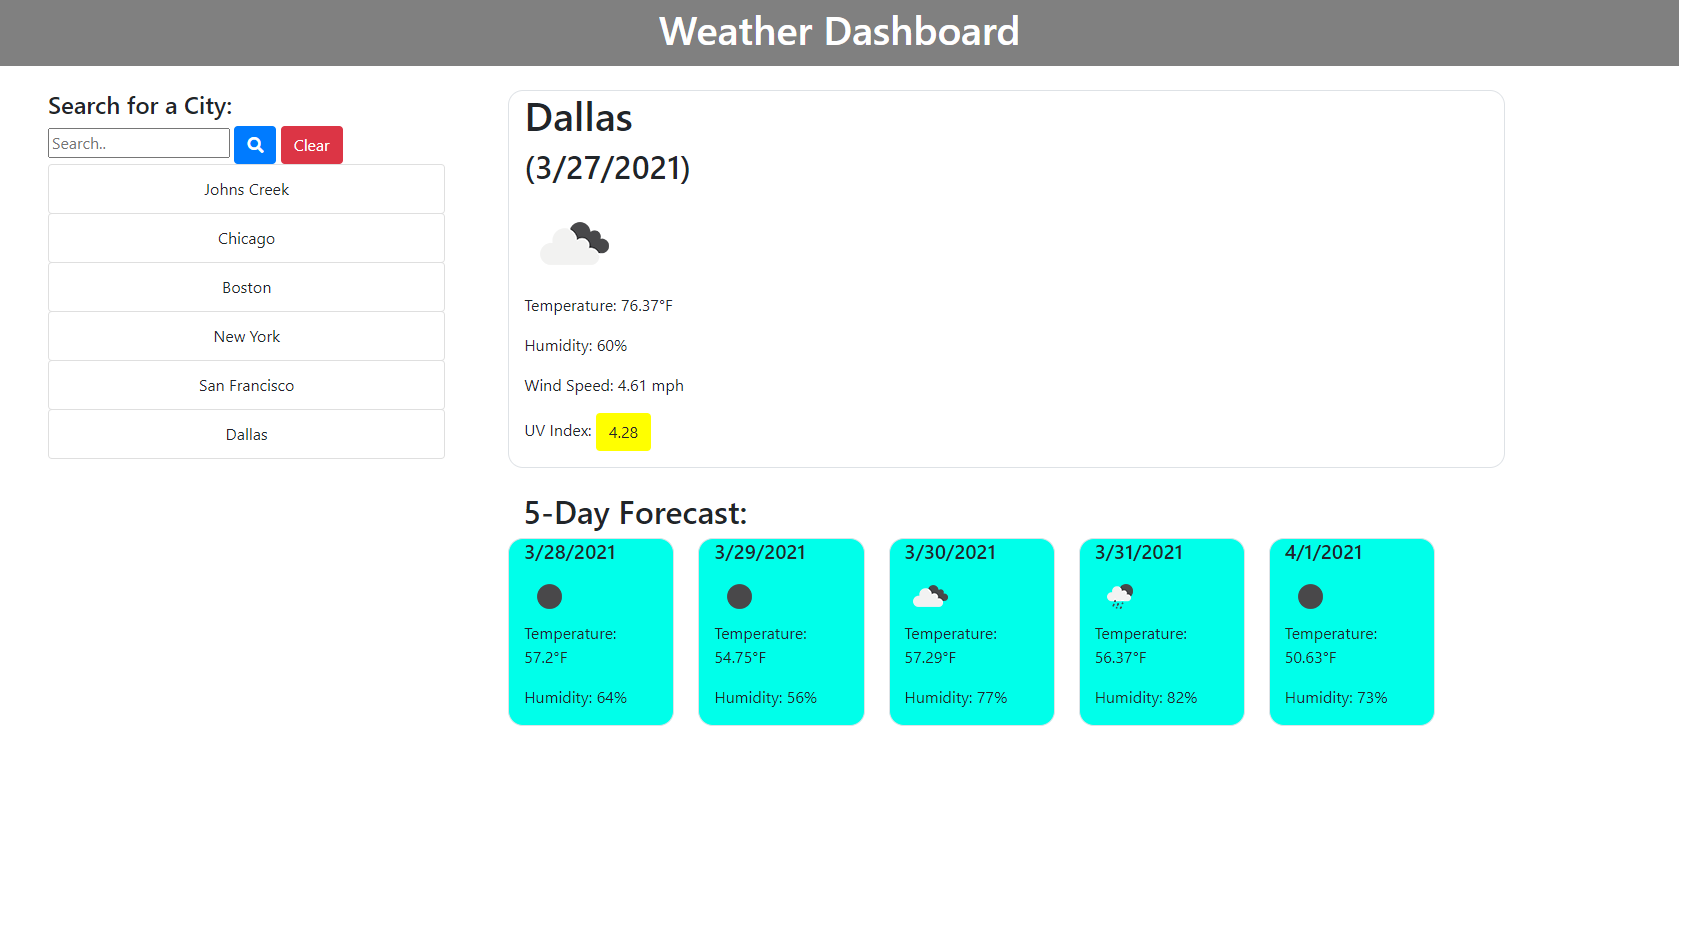 Weather Dashboard
Search for a City:
Search..
Clear
Johns Creek
Chicago
Boston
New York
San Francisco
Dallas
Dallas
(3/27/2021)
Temperature: 76.37°F
Humidity: 60%
Wind Speed: 4.61 mph
UV Index: 4.28
5-Day Forecast:
3/28/2021
Temperature:
57.2°F
Humidity: 64%
3/29/2021
Temperature:
54.75°F
Humidity: 56%
3/30/2021
Temperature:
57.29°F
Humidity: 77%
3/31/2021
Temperature:
56.37°F
Humidity: 82%
4/1/2021
Temperature:
50.63°F
Humidity: 73%